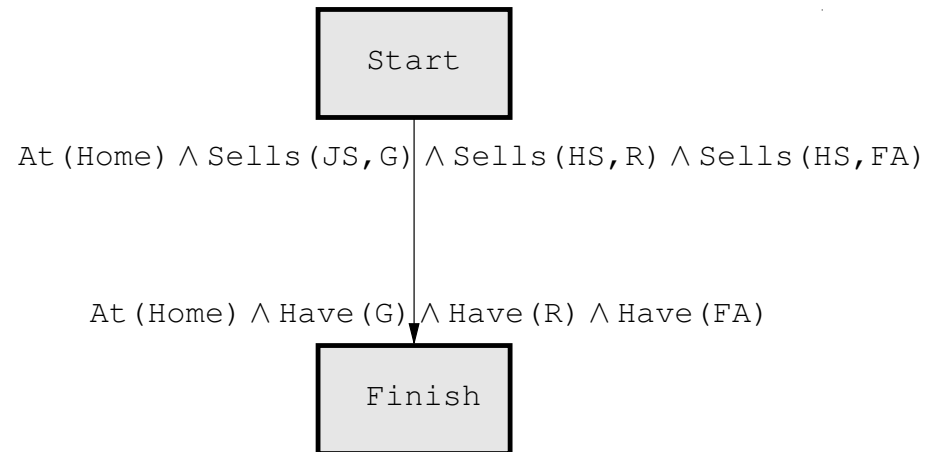 Start
At(Home) ∧ Sells(JS,G) ∧ Sells(HS,R) ∧ Sells(HS,FA)
At(Home) ∧ Have(G) ∧ Have(R) ∧ Have(FA)
Finish